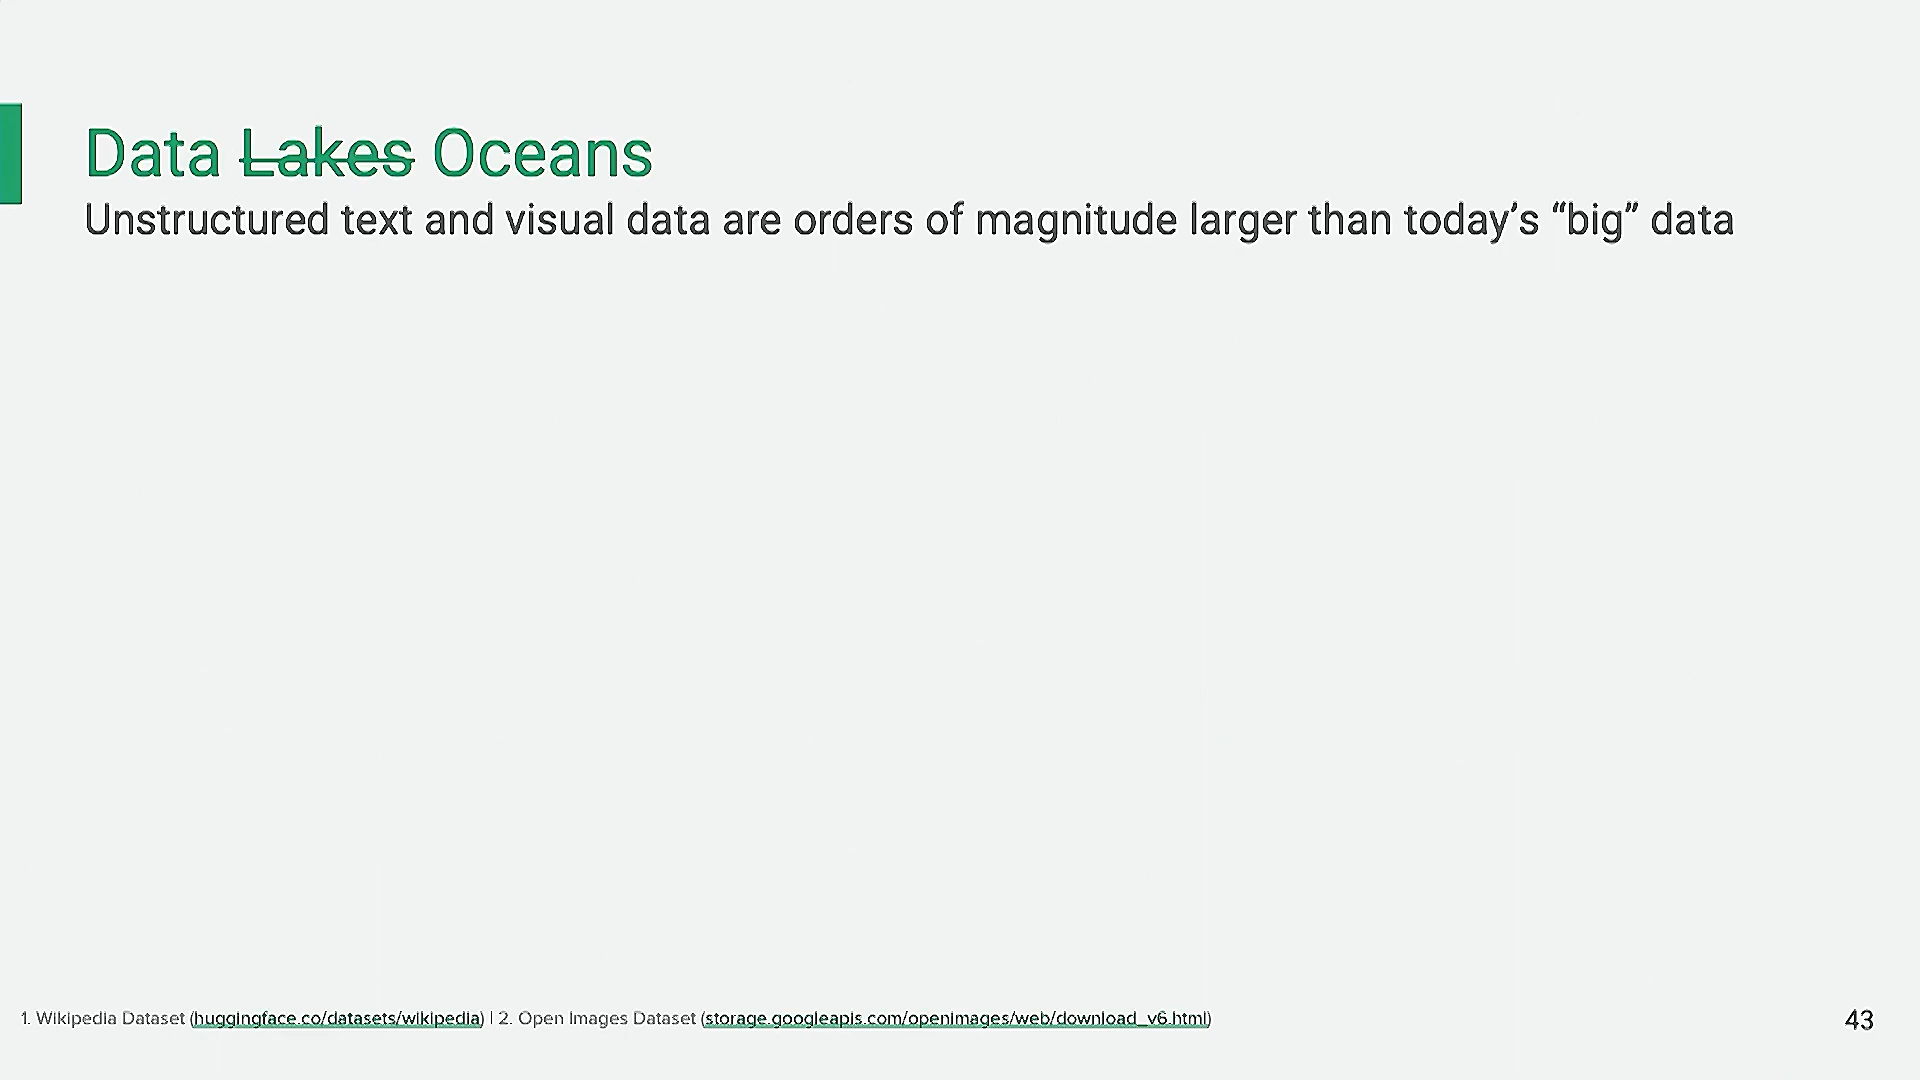 Data Lakes Oceans
Unstructured text and visual data are orders of magnitude larger than today’s “big” data
1. Wikipedia Dataset (huggingface.co/datasets/wikipedia) | 2. Open Images Dataset (storage.googleapis.com/openimages/web/download_v6.html)
43